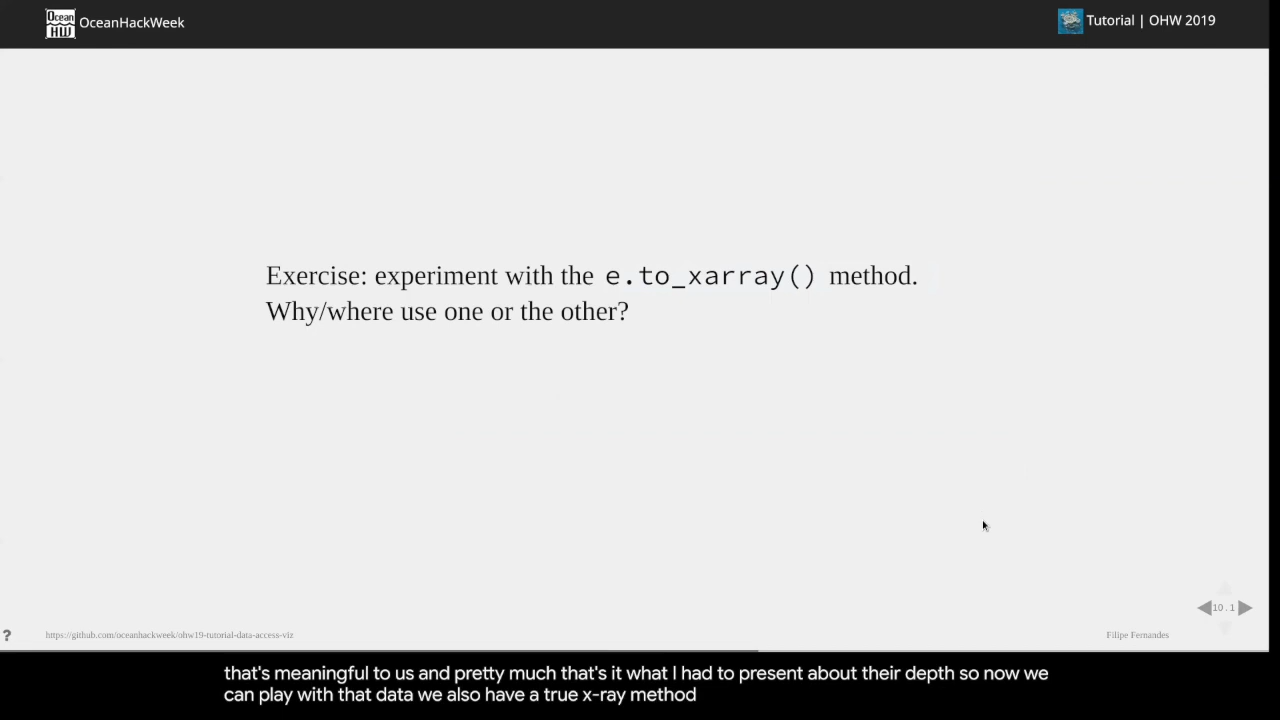 Ocean
HW
OceanHackWeek
Tutorial | OHW 2019
Exercise: experiment with the e.to_xarray() method.
Why/where use one or the other?
10.1
?
https://github.com/oceanhackweek/ohw19-tutorial-data-access-viz
Filipe Fernandes
that's meaningful to us and pretty much that's it what I had to present about their depth so now we
can play with that data we also have a true x-ray method